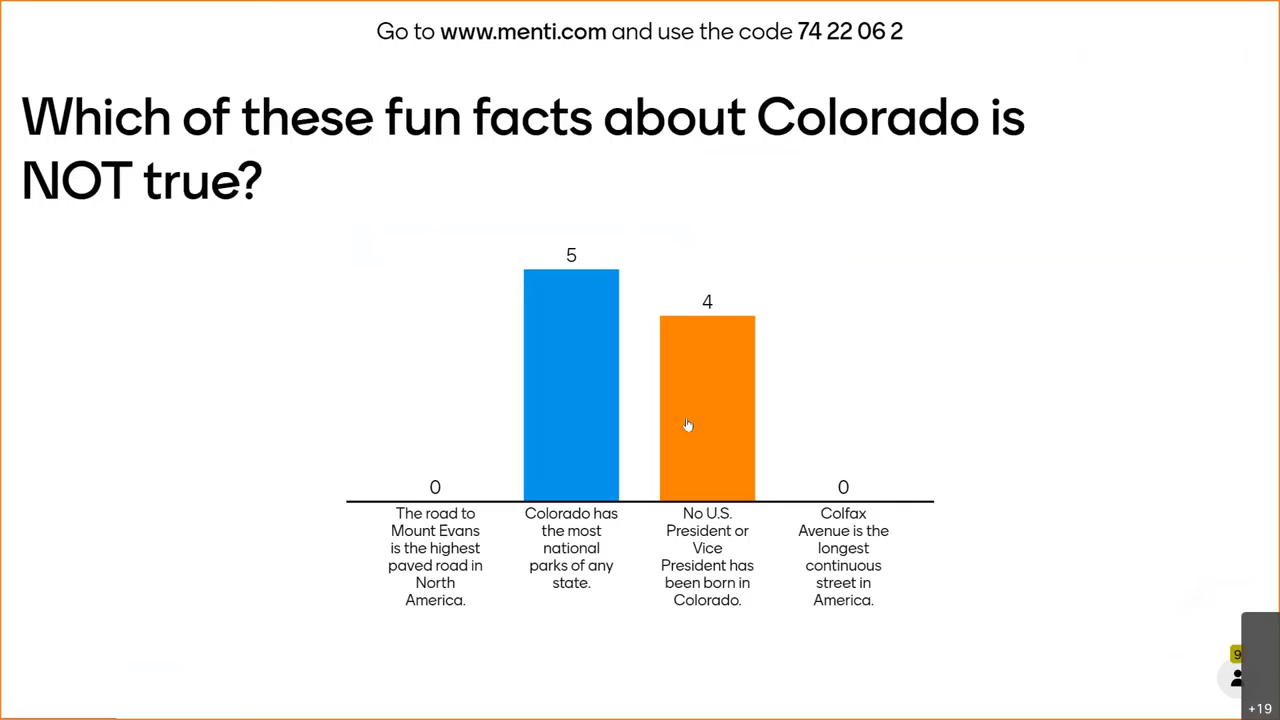 Go to www.menti.com and use the code 74 22 06 2
Which of these fun facts about Colorado is
NOT true?
5
4
0
0
The road to
Mount Evans
is the highest
paved road in
North
America.
Colorado has
the most
national
parks of any
state.
No U.S.
President or
Vice
President has
been born in
Colorado.
Colfax
Avenue is the
longest
continuous
street in
America.
9
+19